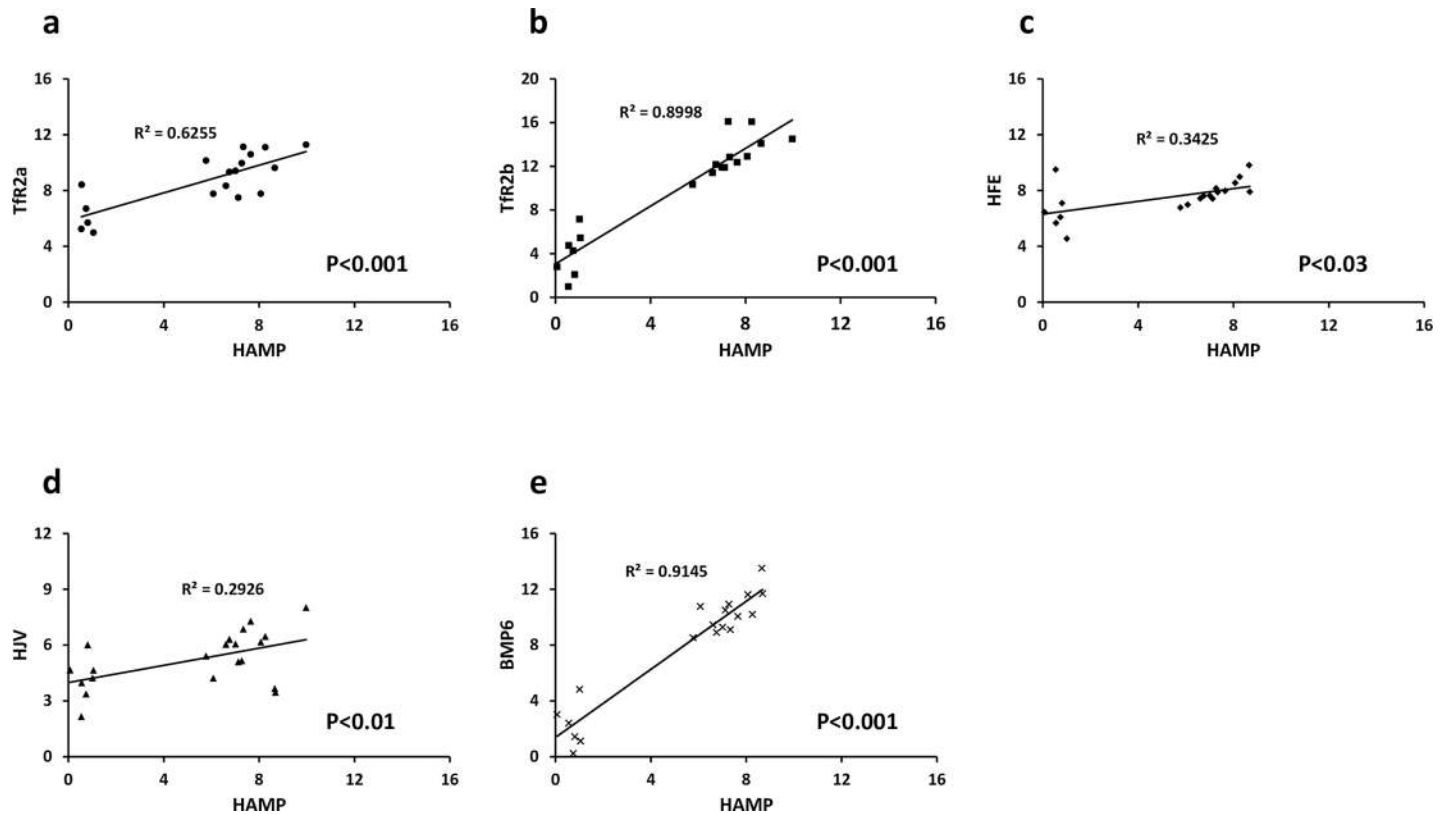 a
TfR2a
16
12
8
4
0
R² = 0.6255
P<0.001
0 4 8 12 16
HAMP
b
TfR2b
20
16
12
8
4
0
R² = 0.8998
P<0.001
0 4 8 12 16
HAMP
c
HFE
16
12
8
4
0
R² = 0.3425
P<0.03
0 4 8 12 16
HAMP
d
HJV
12
9
6
3
0
R² = 0.2926
P<0.01
0 4 8 12 16
HAMP
e
BMP6
16
12
8
4
0
R² = 0.9145
P<0.001
0 4 8 12 16
HAMP